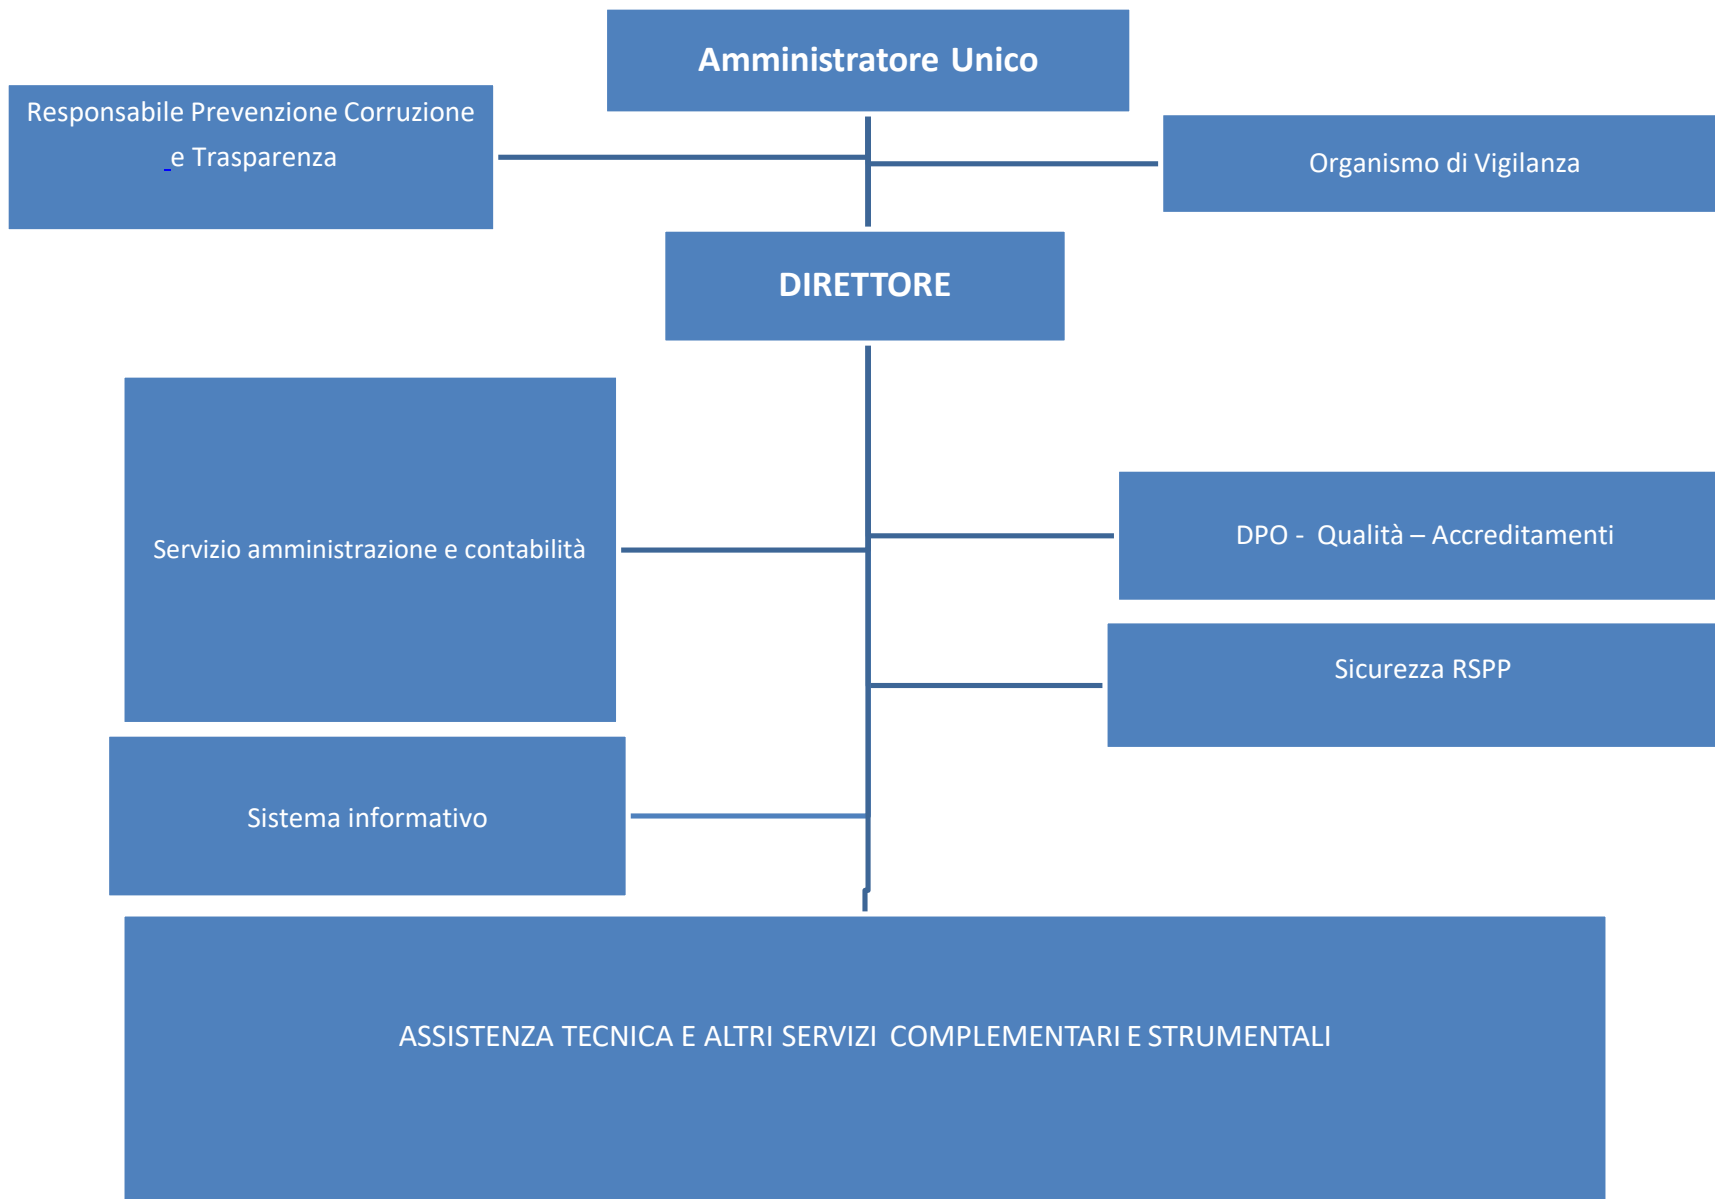 Amministratore Unico
Responsabile Prevenzione Corruzione
e Trasparenza
Organismo di Vigilanza
DIRETTORE
Servizio amministrazione e contabilità
DPO - Qualità – Accreditamenti
Sicurezza RSPP
Sistema informativo
ASSISTENZA TECNICA E ALTRI SERVIZI COMPLEMENTARI E STRUMENTALI